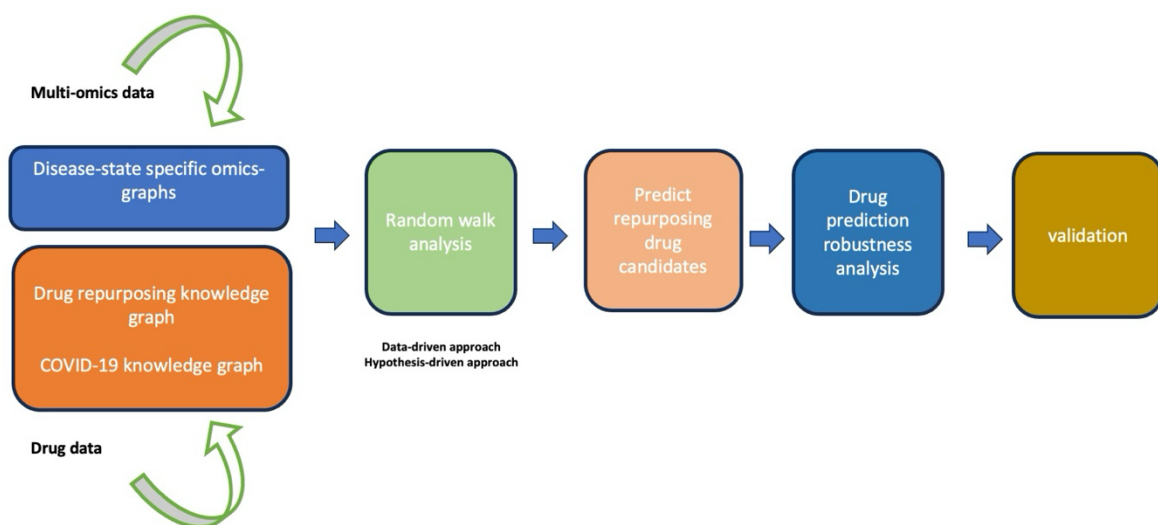 Multi-omics data
Disease-state specific omics-
graphs
Drug repurposing knowledge
graph
COVID-19 knowledge graph
Drug data
Random walk
analysis
Data-driven approach
Hypothesis-driven approach
Predict
repurposing
drug
candidates
Drug
prediction
robustness
analysis
validation